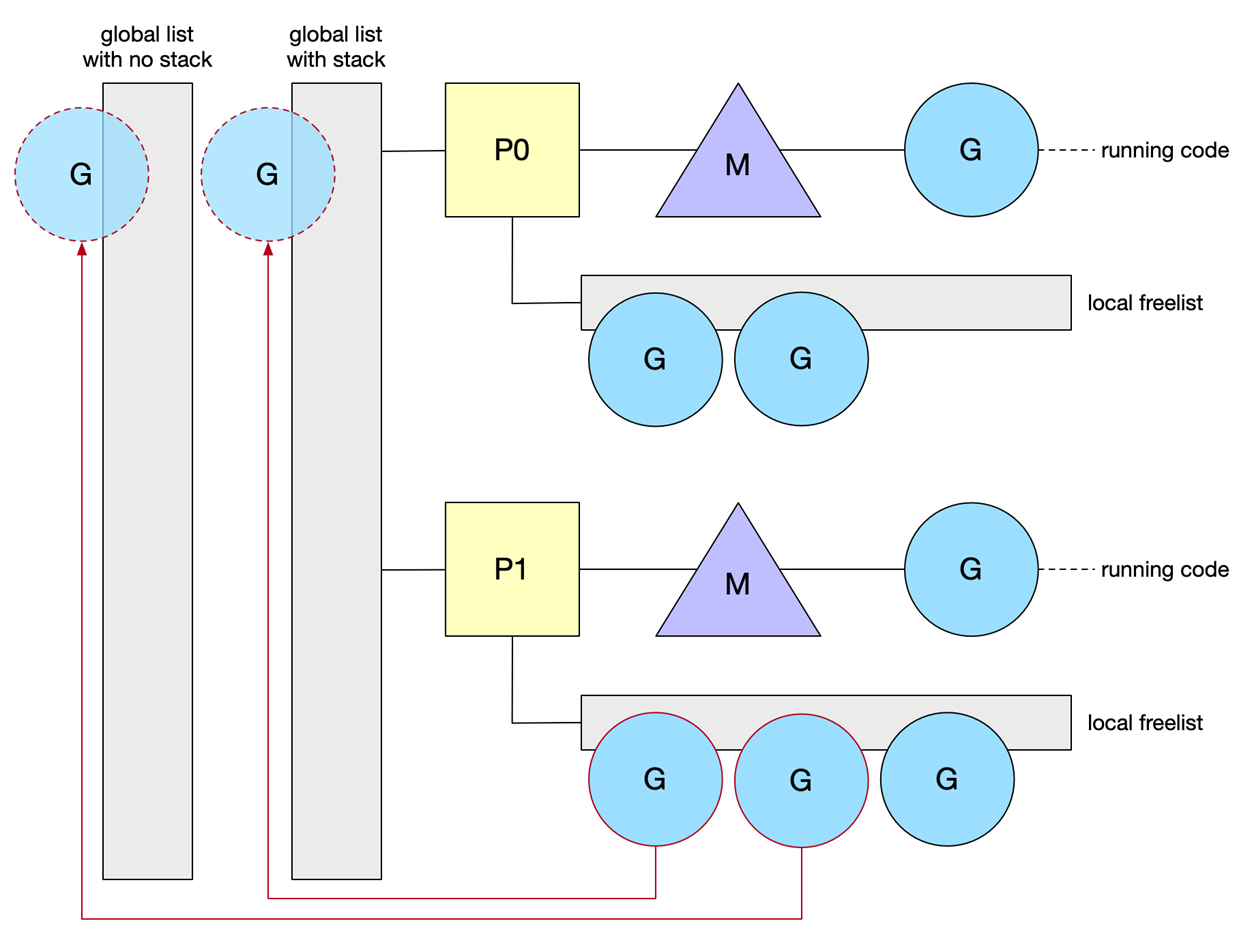 global list
with no stack
global list
with stack
G
G
P0
M
G
running code
local freelist
G
G
P1
M
G
running code
local freelist
G
G
G